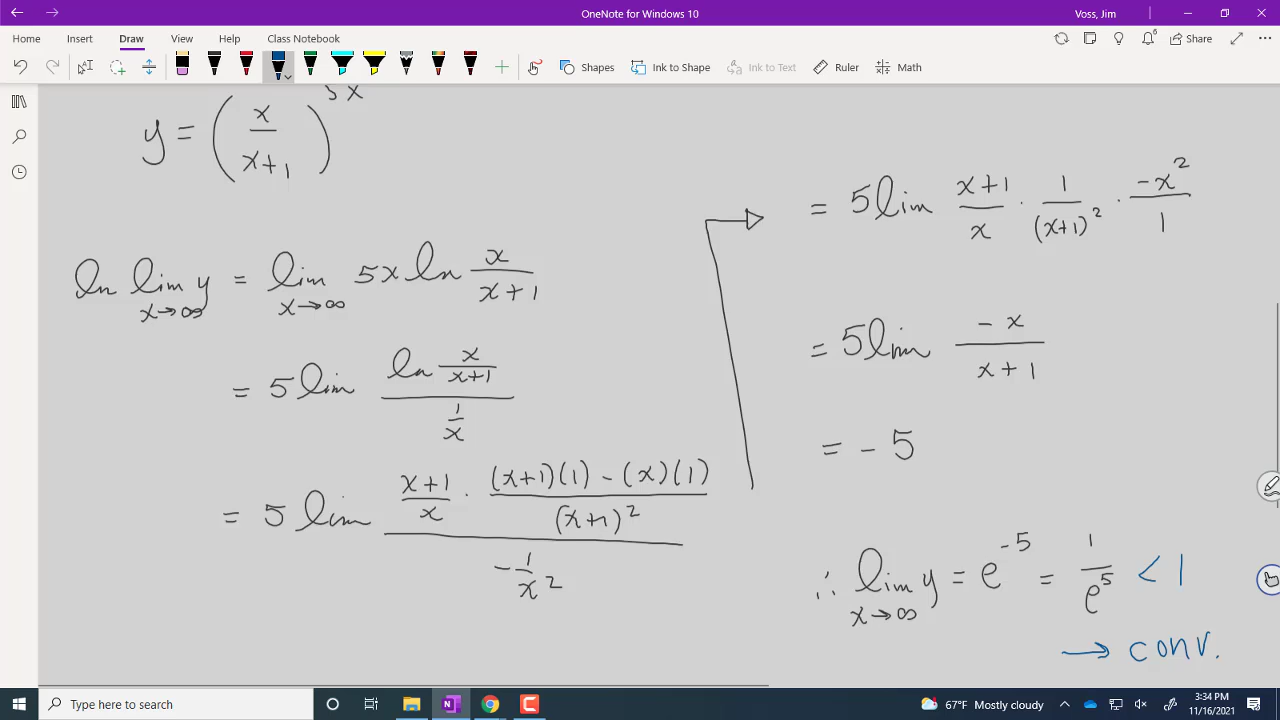 OneNote for Windows 10
Voss, Jim
Home Insert Draw View Help Class Notebook
Share
Shapes Ink to Shape Ink to Text Ruler Math
y = (x/(x+1))^5x
ln lim x→∞ y = lim x→∞ 5x ln x/(x+1)
= 5 lim (ln x/(x+1))/(1/x)
= 5 lim ((x+1)/x · ((x+1)(1) - (x)(1))/(x+1)²)/(-1/x²)
= 5 lim (x+1)/x · 1/(x+1)² · -x²/1
= 5 lim -x/(x+1)
= -5
∴ lim x→∞ y = e^-5 = 1/e^5 < 1
→ conv.
Type here to search
67°F Mostly cloudy
3:34 PM
11/16/2021